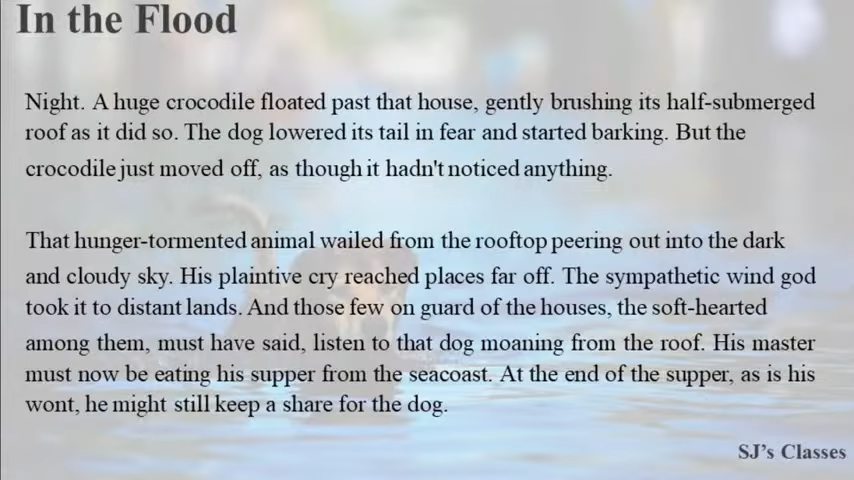 In the Flood
Night. A huge crocodile floated past that house, gently brushing its half-submerged
roof as it did so. The dog lowered its tail in fear and started barking. But the
crocodile just moved off, as though it hadn't noticed anything.
That hunger-tormented animal wailed from the rooftop peering out into the dark
and cloudy sky. His plaintive cry reached places far off. The sympathetic wind god
took it to distant lands. And those few on guard of the houses, the soft-hearted
among them, must have said, listen to that dog moaning from the roof. His master
must now be eating his supper from the seacoast. At the end of the supper, as is his
wont, he might still keep a share for the dog.
SJ's Classes